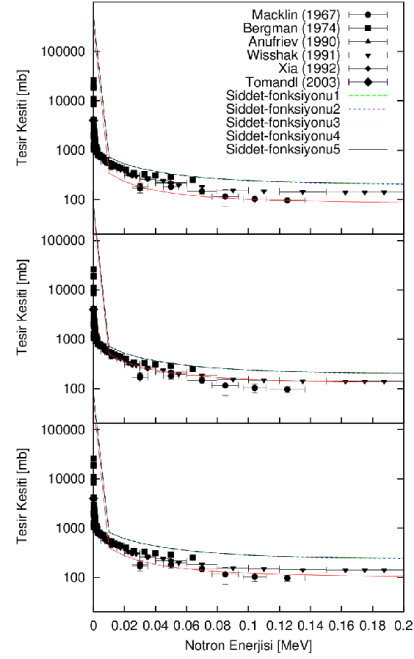 Macklin (1967)
Bergman (1974)
Anufriev (1990)
Wisshak (1991)
Xia (1992)
Tomandl (2003)
Siddet-fonksiyonu1
Siddet-fonksiyonu2
Siddet-fonksiyonu3
Siddet-fonksiyonu4
Siddet-fonksiyonu5
Tesir Kesiti [mb]
100000
10000
1000
100
Tesir Kesiti [mb]
100000
10000
1000
100
Tesir Kesiti [mb]
100000
10000
1000
100
0 0.02 0.04 0.06 0.08 0.1 0.12 0.14 0.16 0.18 0.2
Notron Enerjisi [MeV]